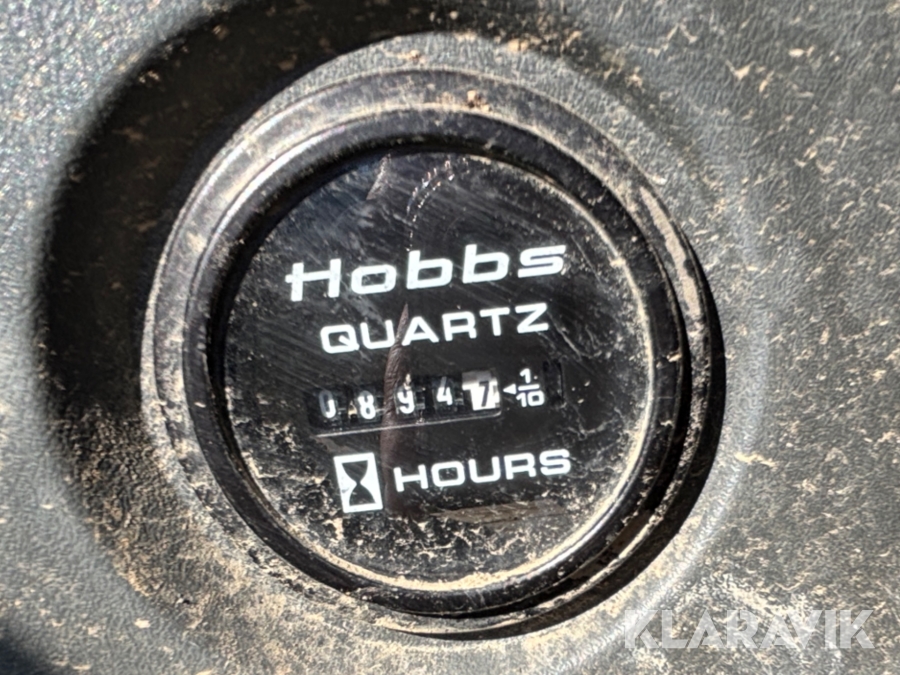 Hobbs
QUARTZ
08947 1/10
HOURS
KLARAVIK